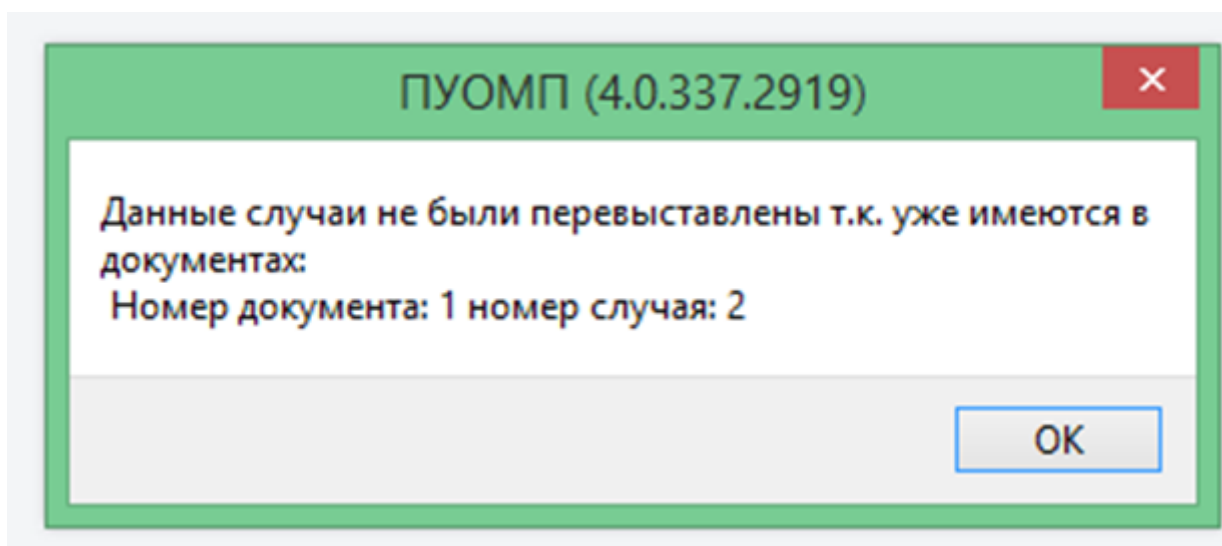 ПУОМП (4.0.337.2919)
Данные случаи не были перевыставлены т.к. уже имеются в
документах:
Номер документа: 1 номер случая: 2
ОК